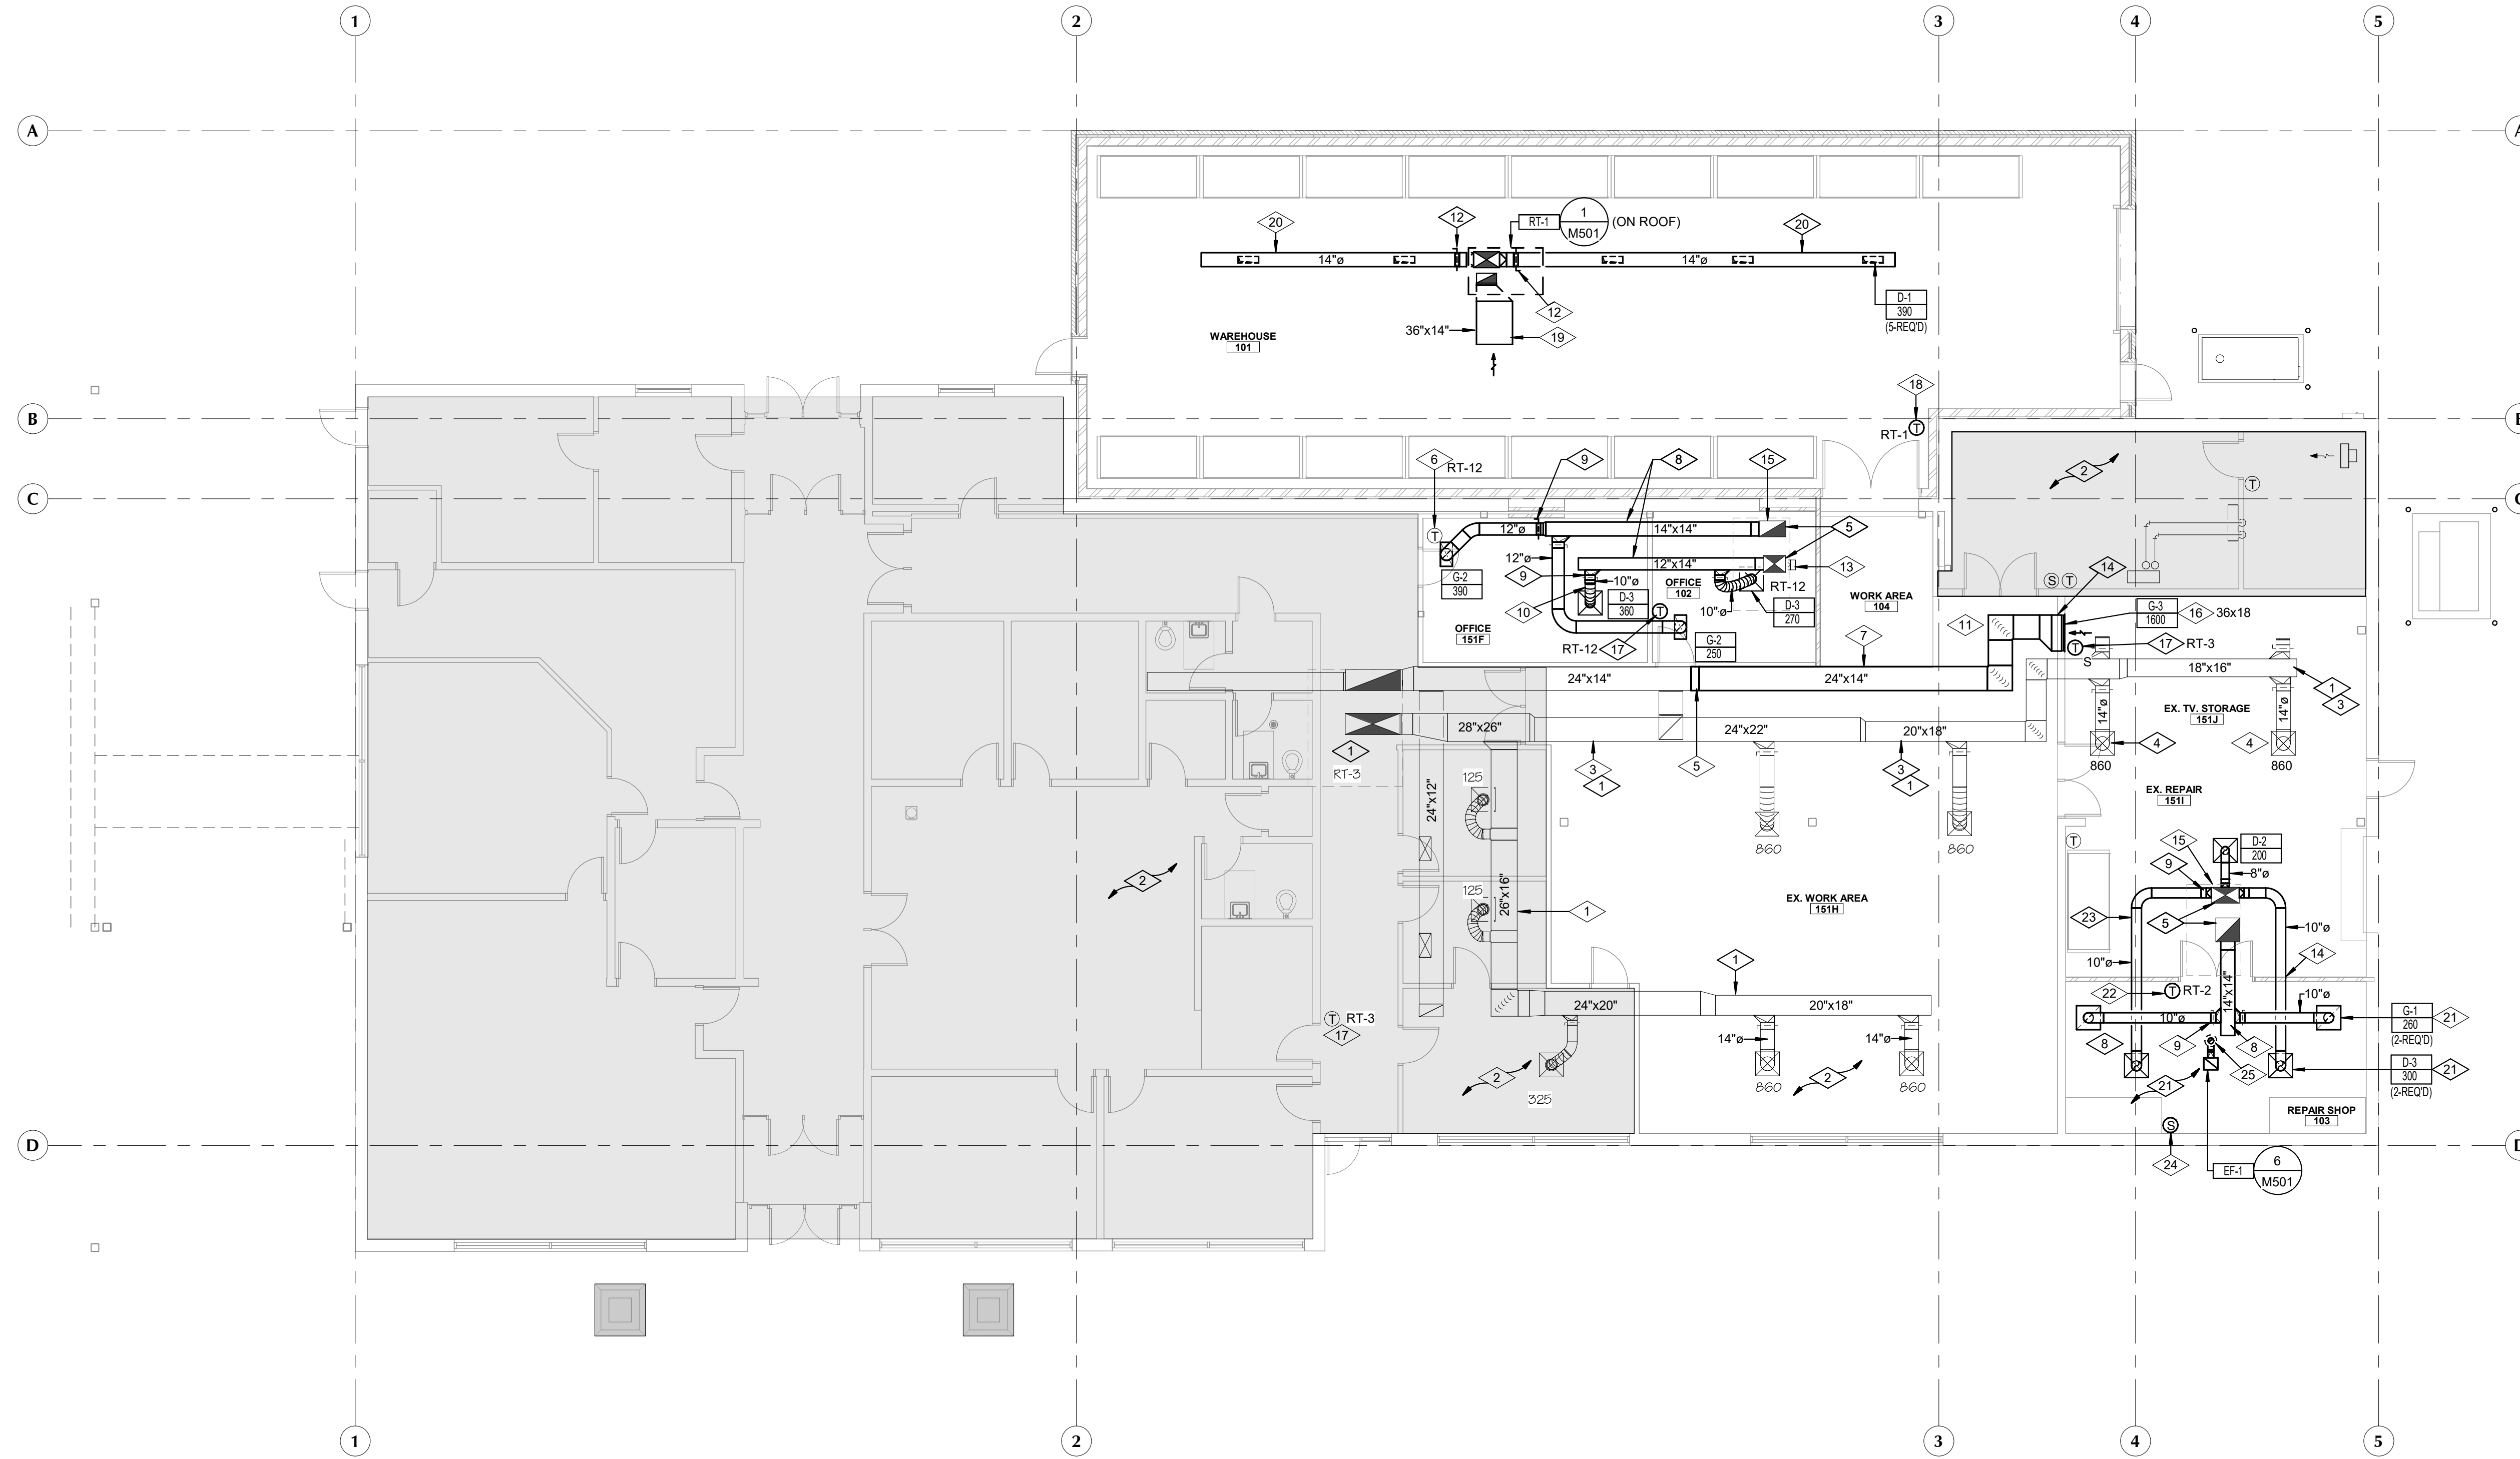 1
2
3
4
5
A
A
20
12
RT-1
1
M501
(ON ROOF)
20
14"ø
14"ø
12
D-1
390
(5-REQ'D)
36"x14"
19
WAREHOUSE
101
18
RT-1
T
B
B
6
RT-12
9
8
15
2
T
C
C
T
12"ø
14"x14"
5
12"ø
12"x14"
13
G-2
390
9
10"ø
OFFICE
102
RT-12
S
T
14
10
D-3
360
10"ø
D-3
270
WORK AREA
104
T
G-3
1600
16
36x18
OFFICE
151F
RT-12
17
G-2
250
7
11
T
17
RT-3
S
24"x14"
24"x14"
18"x16"
1
3
28"x26"
24"x22"
20"x18"
14"ø
14"ø
EX. TV. STORAGE
151J
1
RT-3
3
1
5
3
1
4
4
860
860
125
24"x12"
EX. REPAIR
151I
860
860
T
15
D-2
200
2
9
8"ø
125
26"x16"
1
EX. WORK AREA
151H
23
5
10"ø
10"ø
14
1
22
T
RT-2
14"x14"
10"ø
24"x20"
20"x18"
T
RT-3
17
10"ø
G-1
260
(2-REQ'D)
21
14"ø
14"ø
8
9
8
2
2
21
25
D-3
300
(2-REQ'D)
21
860
860
325
REPAIR SHOP
103
D
D
S
24
EF-1
6
M501
1
2
3
4
5